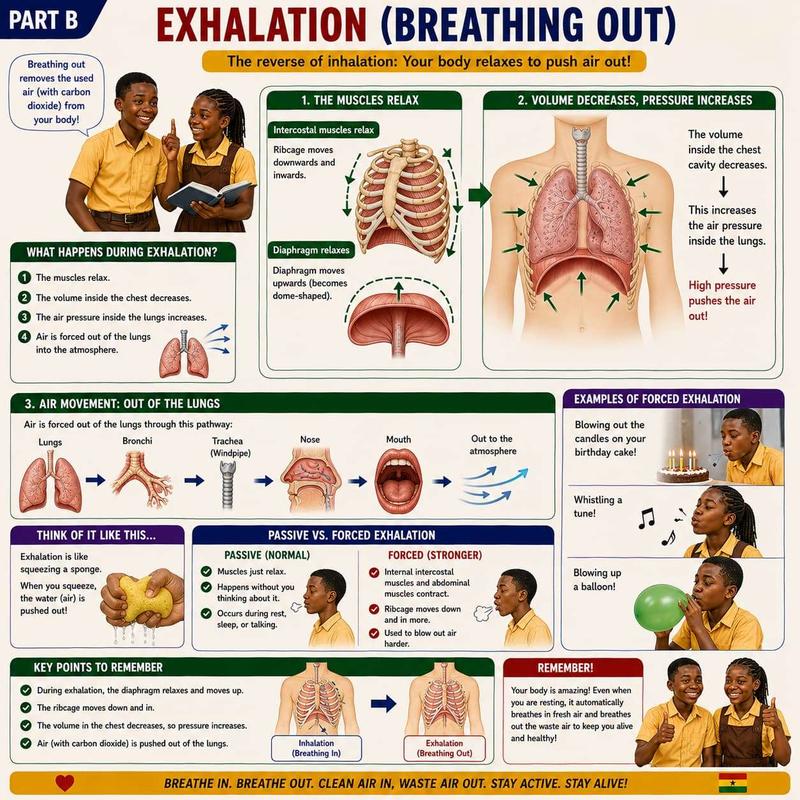 PART B
EXHALATION (BREATHING OUT)
The reverse of inhalation: Your body relaxes to push air out!
Breathing out
removes the used
air (with carbon
dioxide) from
your body!
WHAT HAPPENS DURING EXHALATION?
1 The muscles relax.
2 The volume inside the chest decreases.
3 The air pressure inside the lungs increases.
4 Air is forced out of the lungs
into the atmosphere.
1. THE MUSCLES RELAX
Intercostal muscles relax
Ribcage moves
downwards and
inwards.
Diaphragm relaxes
Diaphragm moves
upwards (becomes
dome-shaped).
2. VOLUME DECREASES, PRESSURE INCREASES
The volume
inside the chest
cavity decreases.
This increases
the air pressure
inside the lungs.
High pressure
pushes the air
out!
3. AIR MOVEMENT: OUT OF THE LUNGS
Air is forced out of the lungs through this pathway:
Lungs
Bronchi
Trachea
(Windpipe)
Nose
Mouth
Out to the
atmosphere
EXAMPLES OF FORCED EXHALATION
Blowing out the
candles on your
birthday cake!
Whistling a
tune!
Blowing up
a balloon!
THINK OF IT LIKE THIS...
Exhalation is like
squeezing a sponge.
When you squeeze,
the water (air) is
pushed out!
PASSIVE VS. FORCED EXHALATION
PASSIVE (NORMAL)
Muscles just relax.
Happens without you
thinking about it.
Occurs during rest,
sleep, or talking.
FORCED (STRONGER)
Internal intercostal
muscles and abdominal
muscles contract.
Ribcage moves down
and in more.
Used to blow out air
harder.
KEY POINTS TO REMEMBER
During exhalation, the diaphragm relaxes and moves up.
The ribcage moves down and in.
The volume in the chest decreases, so pressure increases.
Air (with carbon dioxide) is pushed out of the lungs.
Inhalation
(Breathing In)
Exhalation
(Breathing Out)
REMEMBER!
Your body is amazing! Even when
you are resting, it automatically
breathes in fresh air and breathes
out the waste air to keep you alive
and healthy!
BREATHE IN. BREATHE OUT. CLEAN AIR IN, WASTE AIR OUT. STAY ACTIVE. STAY ALIVE!